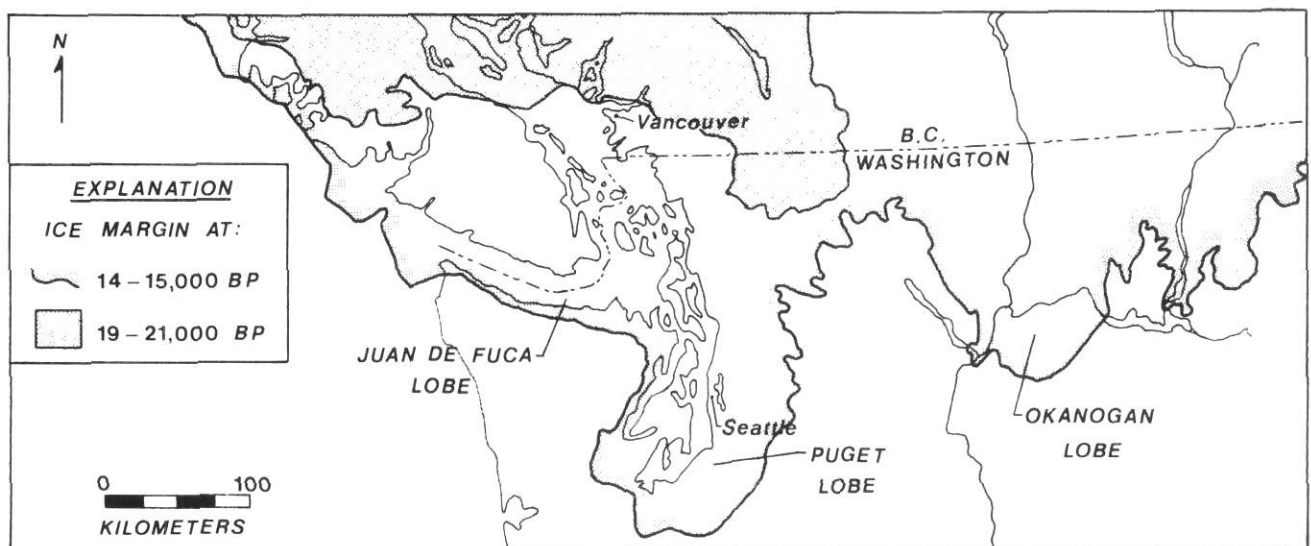 N
Vancouver
B.C.
WASHINGTON
EXPLANATION
ICE MARGIN AT:
14 – 15,000 BP
19 – 21,000 BP
JUAN DE FUCA
LOBE
Seattle
PUGET
LOBE
OKANOGAN
LOBE
0 100
KILOMETERS